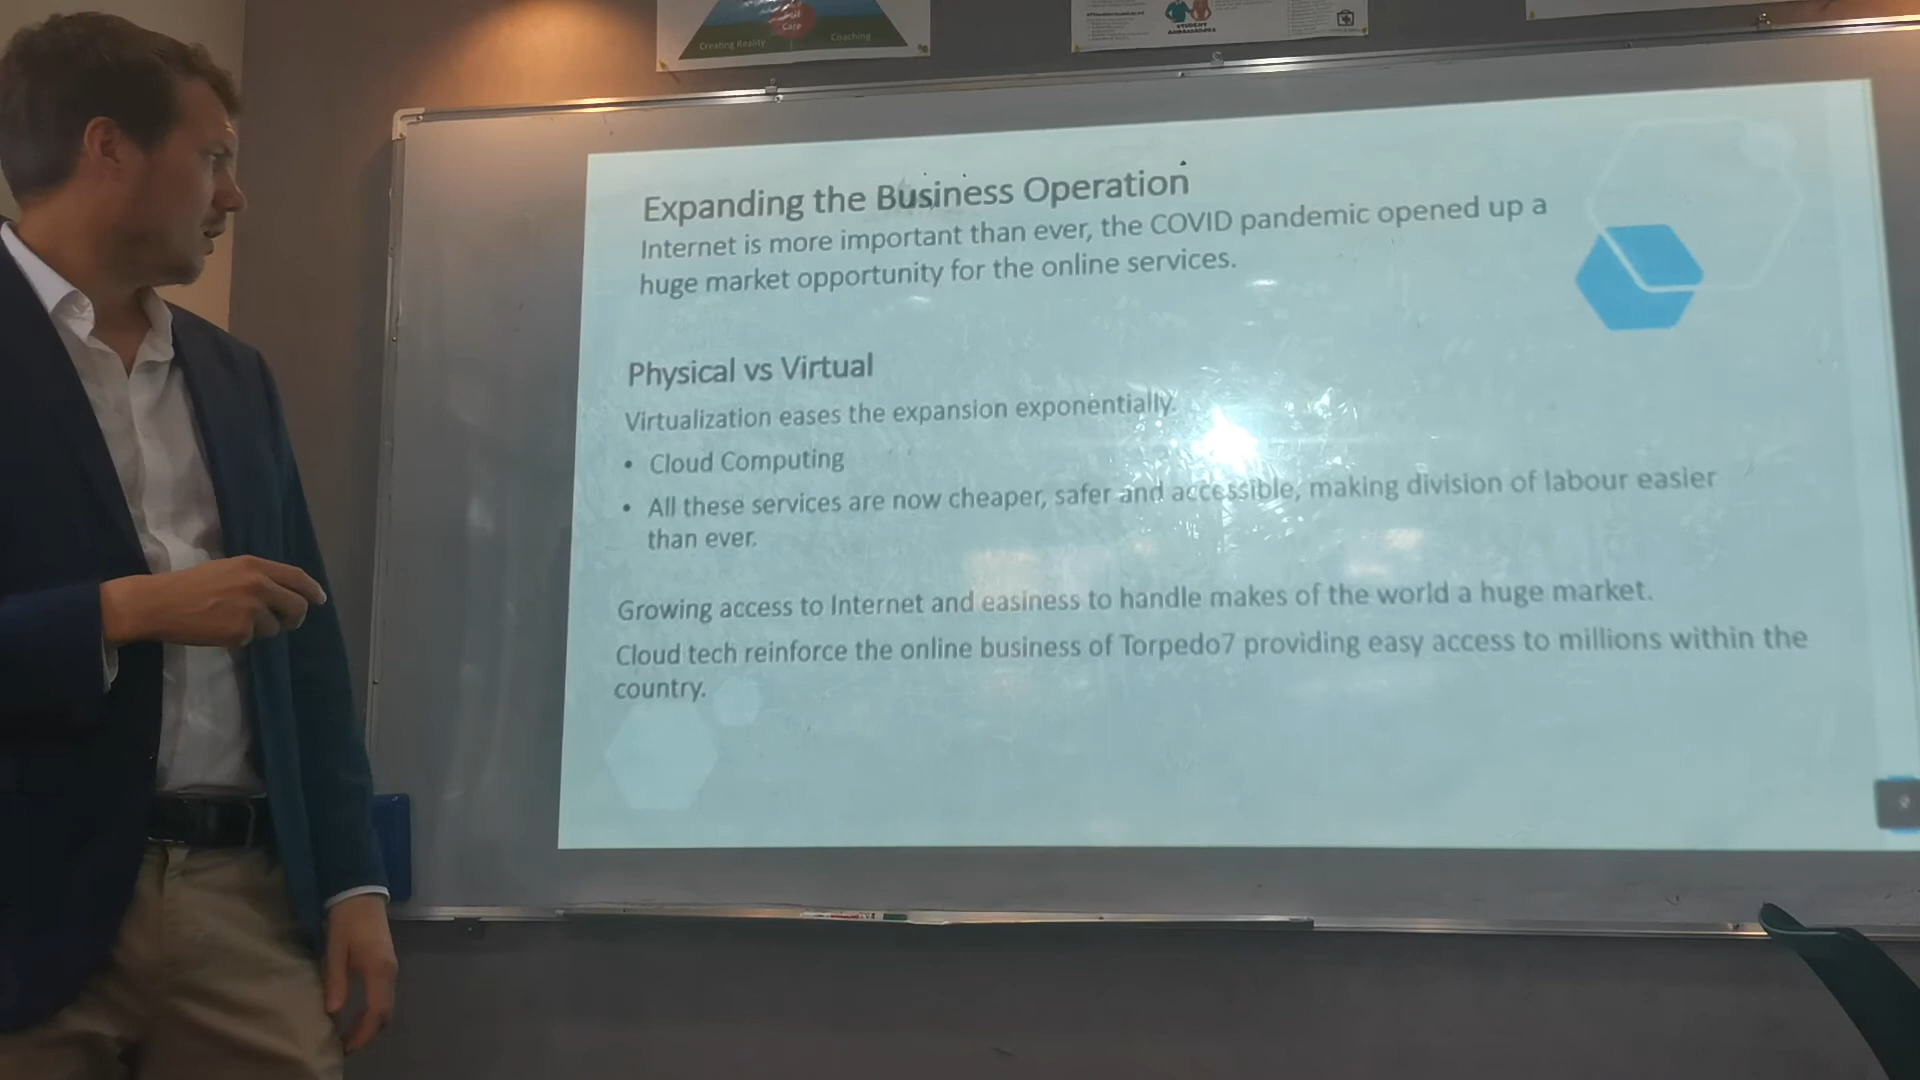 Care
Creating Reality
Coaching
STUDENT
AMBASSADORS
Expanding the Business Operation
Internet is more important than ever, the COVID pandemic opened up a
huge market opportunity for the online services.
Physical vs Virtual
Virtualization eases the expansion exponentially.
• Cloud Computing
• All these services are now cheaper, safer and accessible, making division of labour easier
than ever.
Growing access to Internet and easiness to handle makes of the world a huge market.
Cloud tech reinforce the online business of Torpedo7 providing easy access to millions within the
country.